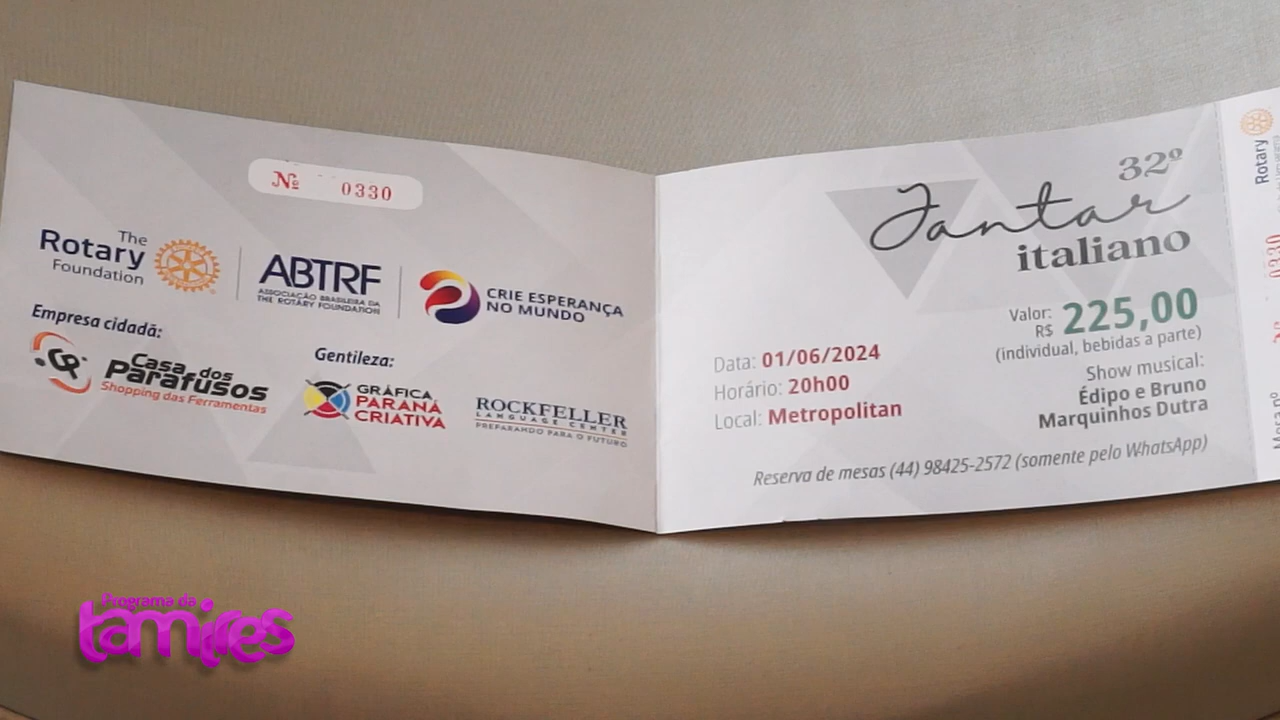 Nº 0330
The
Rotary
Foundation
ABTRF
ASSOCIAÇÃO BRASILEIRA DA
THE ROTARY FOUNDATION
CRIE ESPERANÇA
NO MUNDO
Empresa cidadã:
Casa dos
Parafusos
Shopping das Ferramentas
Gentileza:
GRÁFICA
PARANÁ
CRIATIVA
ROCKFELLER
LANGUAGE CENTER
PREPARANDO PARA O FUTURO
32º
Jantar
italiano
Valor:
R$ 225,00
(individual, bebidas a parte)
Show musical:
Édipo e Bruno
Marquinhos Dutra
Data: 01/06/2024
Horário: 20h00
Local: Metropolitan
Reserva de mesas (44) 98425-2572 (somente pelo WhatsApp)
Rotary
0330
Mesa nº
Programa da
tamires